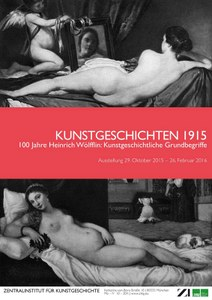 KUNSTGESCHICHTEN 1915
100 Jahre Heinrich Wölfflin: Kunstgeschichtliche Grundbegriffe
Ausstellung 29. Oktober 2015 – 26. Februar 2016
ZENTRALINSTITUT FÜR KUNSTGESCHICHTE